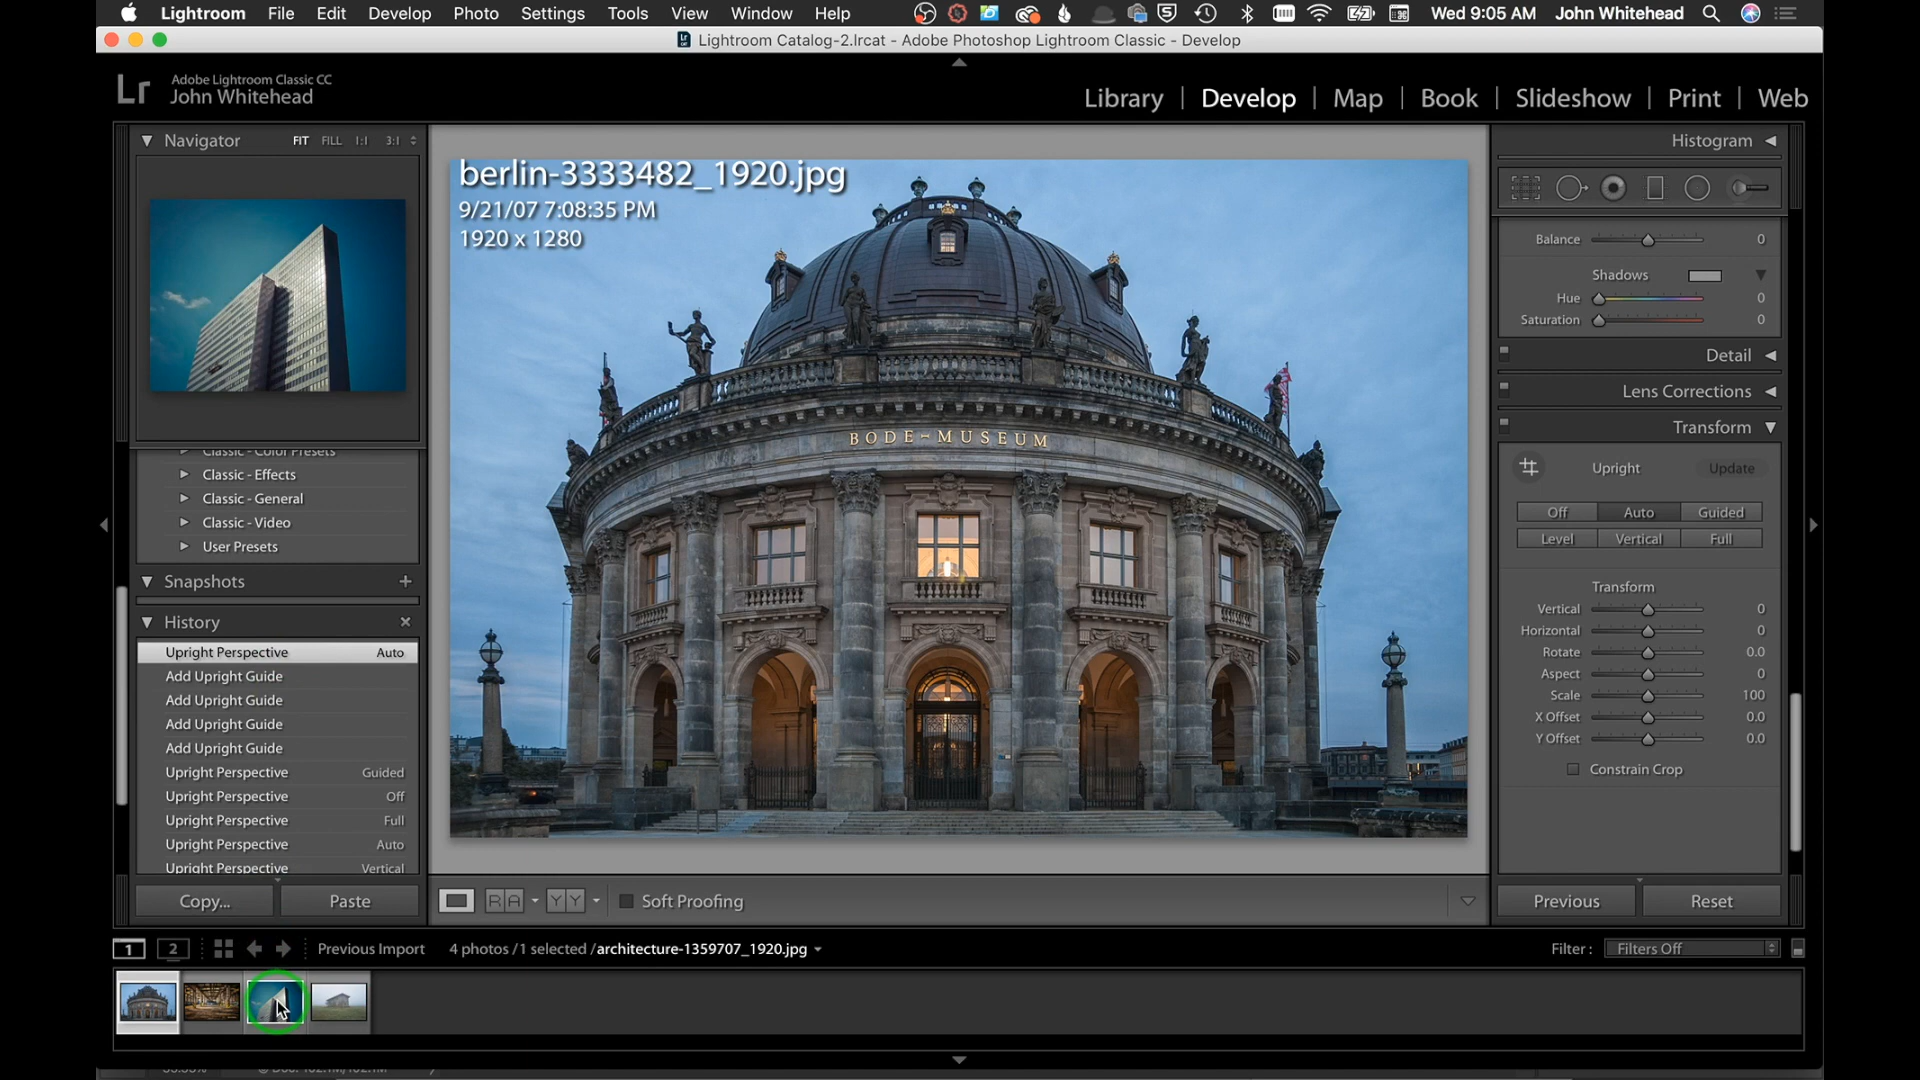 Lightroom File Edit Develop Photo Settings Tools View Window Help Wed 9:05 AM John Whitehead
Lightroom Catalog-2.lrcat - Adobe Photoshop Lightroom Classic - Develop
Lr Adobe Lightroom Classic CC
John Whitehead
Library | Develop | Map | Book | Slideshow | Print | Web
Navigator FIT FILL 1:1 3:1
Histogram
berlin-3333482_1920.jpg
9/21/07 7:08:35 PM
1920 x 1280
BODE-MUSEUM
Classic - Color Presets
Classic - Effects
Classic - General
Classic - Video
User Presets
Snapshots +
History
Upright Perspective Auto
Add Upright Guide
Add Upright Guide
Add Upright Guide
Add Upright Guide
Upright Perspective Guided
Upright Perspective Off
Upright Perspective Full
Upright Perspective Auto
Upright Perspective Vertical
Copy... Paste
Balance 0
Shadows
Hue 0
Saturation 0
Detail
Lens Corrections
Transform
Upright Update
Off Auto Guided
Level Vertical Full
Transform
Vertical 0
Horizontal 0
Rotate 0.0
Aspect 0
Scale 100
X Offset 0.0
Y Offset 0.0
Constrain Crop
R A Y Y Soft Proofing
Previous Reset
1 2 Previous Import 4 photos / 1 selected / architecture-1359707_1920.jpg
Filter : Filters Off